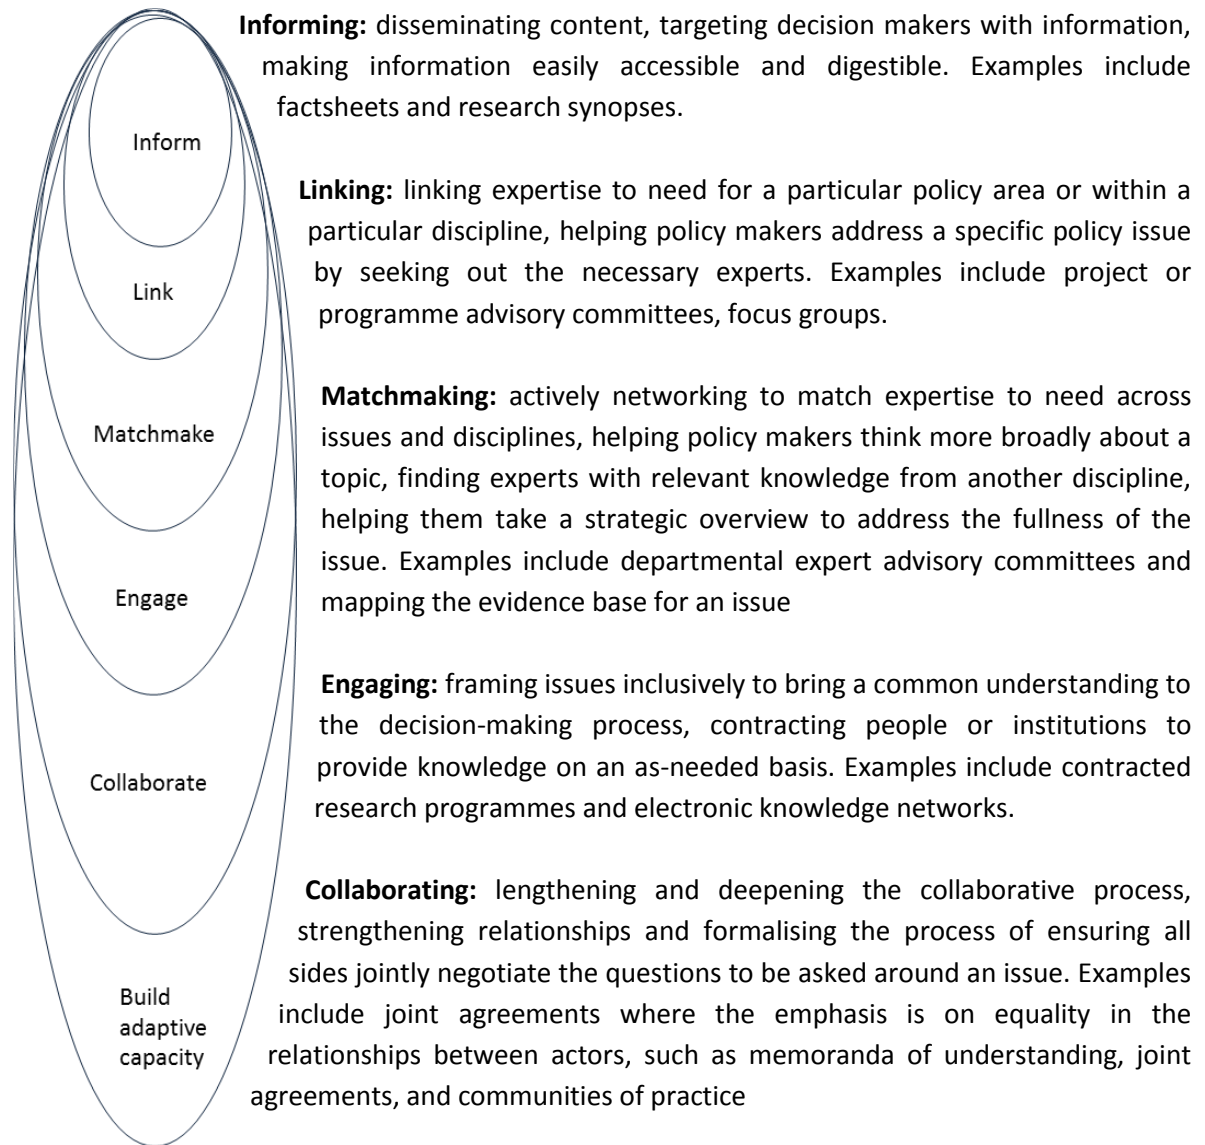 Informing: disseminating content, targeting decision makers with information,
making information easily accessible and digestible. Examples include
factsheets and research synopses.
Inform
Linking: linking expertise to need for a particular policy area or within a
particular discipline, helping policy makers address a specific policy issue
by seeking out the necessary experts. Examples include project or
programme advisory committees, focus groups.
Link
Matchmaking: actively networking to match expertise to need across
issues and disciplines, helping policy makers think more broadly about a
topic, finding experts with relevant knowledge from another discipline,
helping them take a strategic overview to address the fullness of the
issue. Examples include departmental expert advisory committees and
mapping the evidence base for an issue
Matchmake
Engaging: framing issues inclusively to bring a common understanding to
the decision-making process, contracting people or institutions to
provide knowledge on an as-needed basis. Examples include contracted
research programmes and electronic knowledge networks.
Engage
Collaborating: lengthening and deepening the collaborative process,
strengthening relationships and formalising the process of ensuring all
sides jointly negotiate the questions to be asked around an issue. Examples
include joint agreements where the emphasis is on equality in the
relationships between actors, such as memoranda of understanding, joint
agreements, and communities of practice
Collaborate
Build
adaptive
capacity